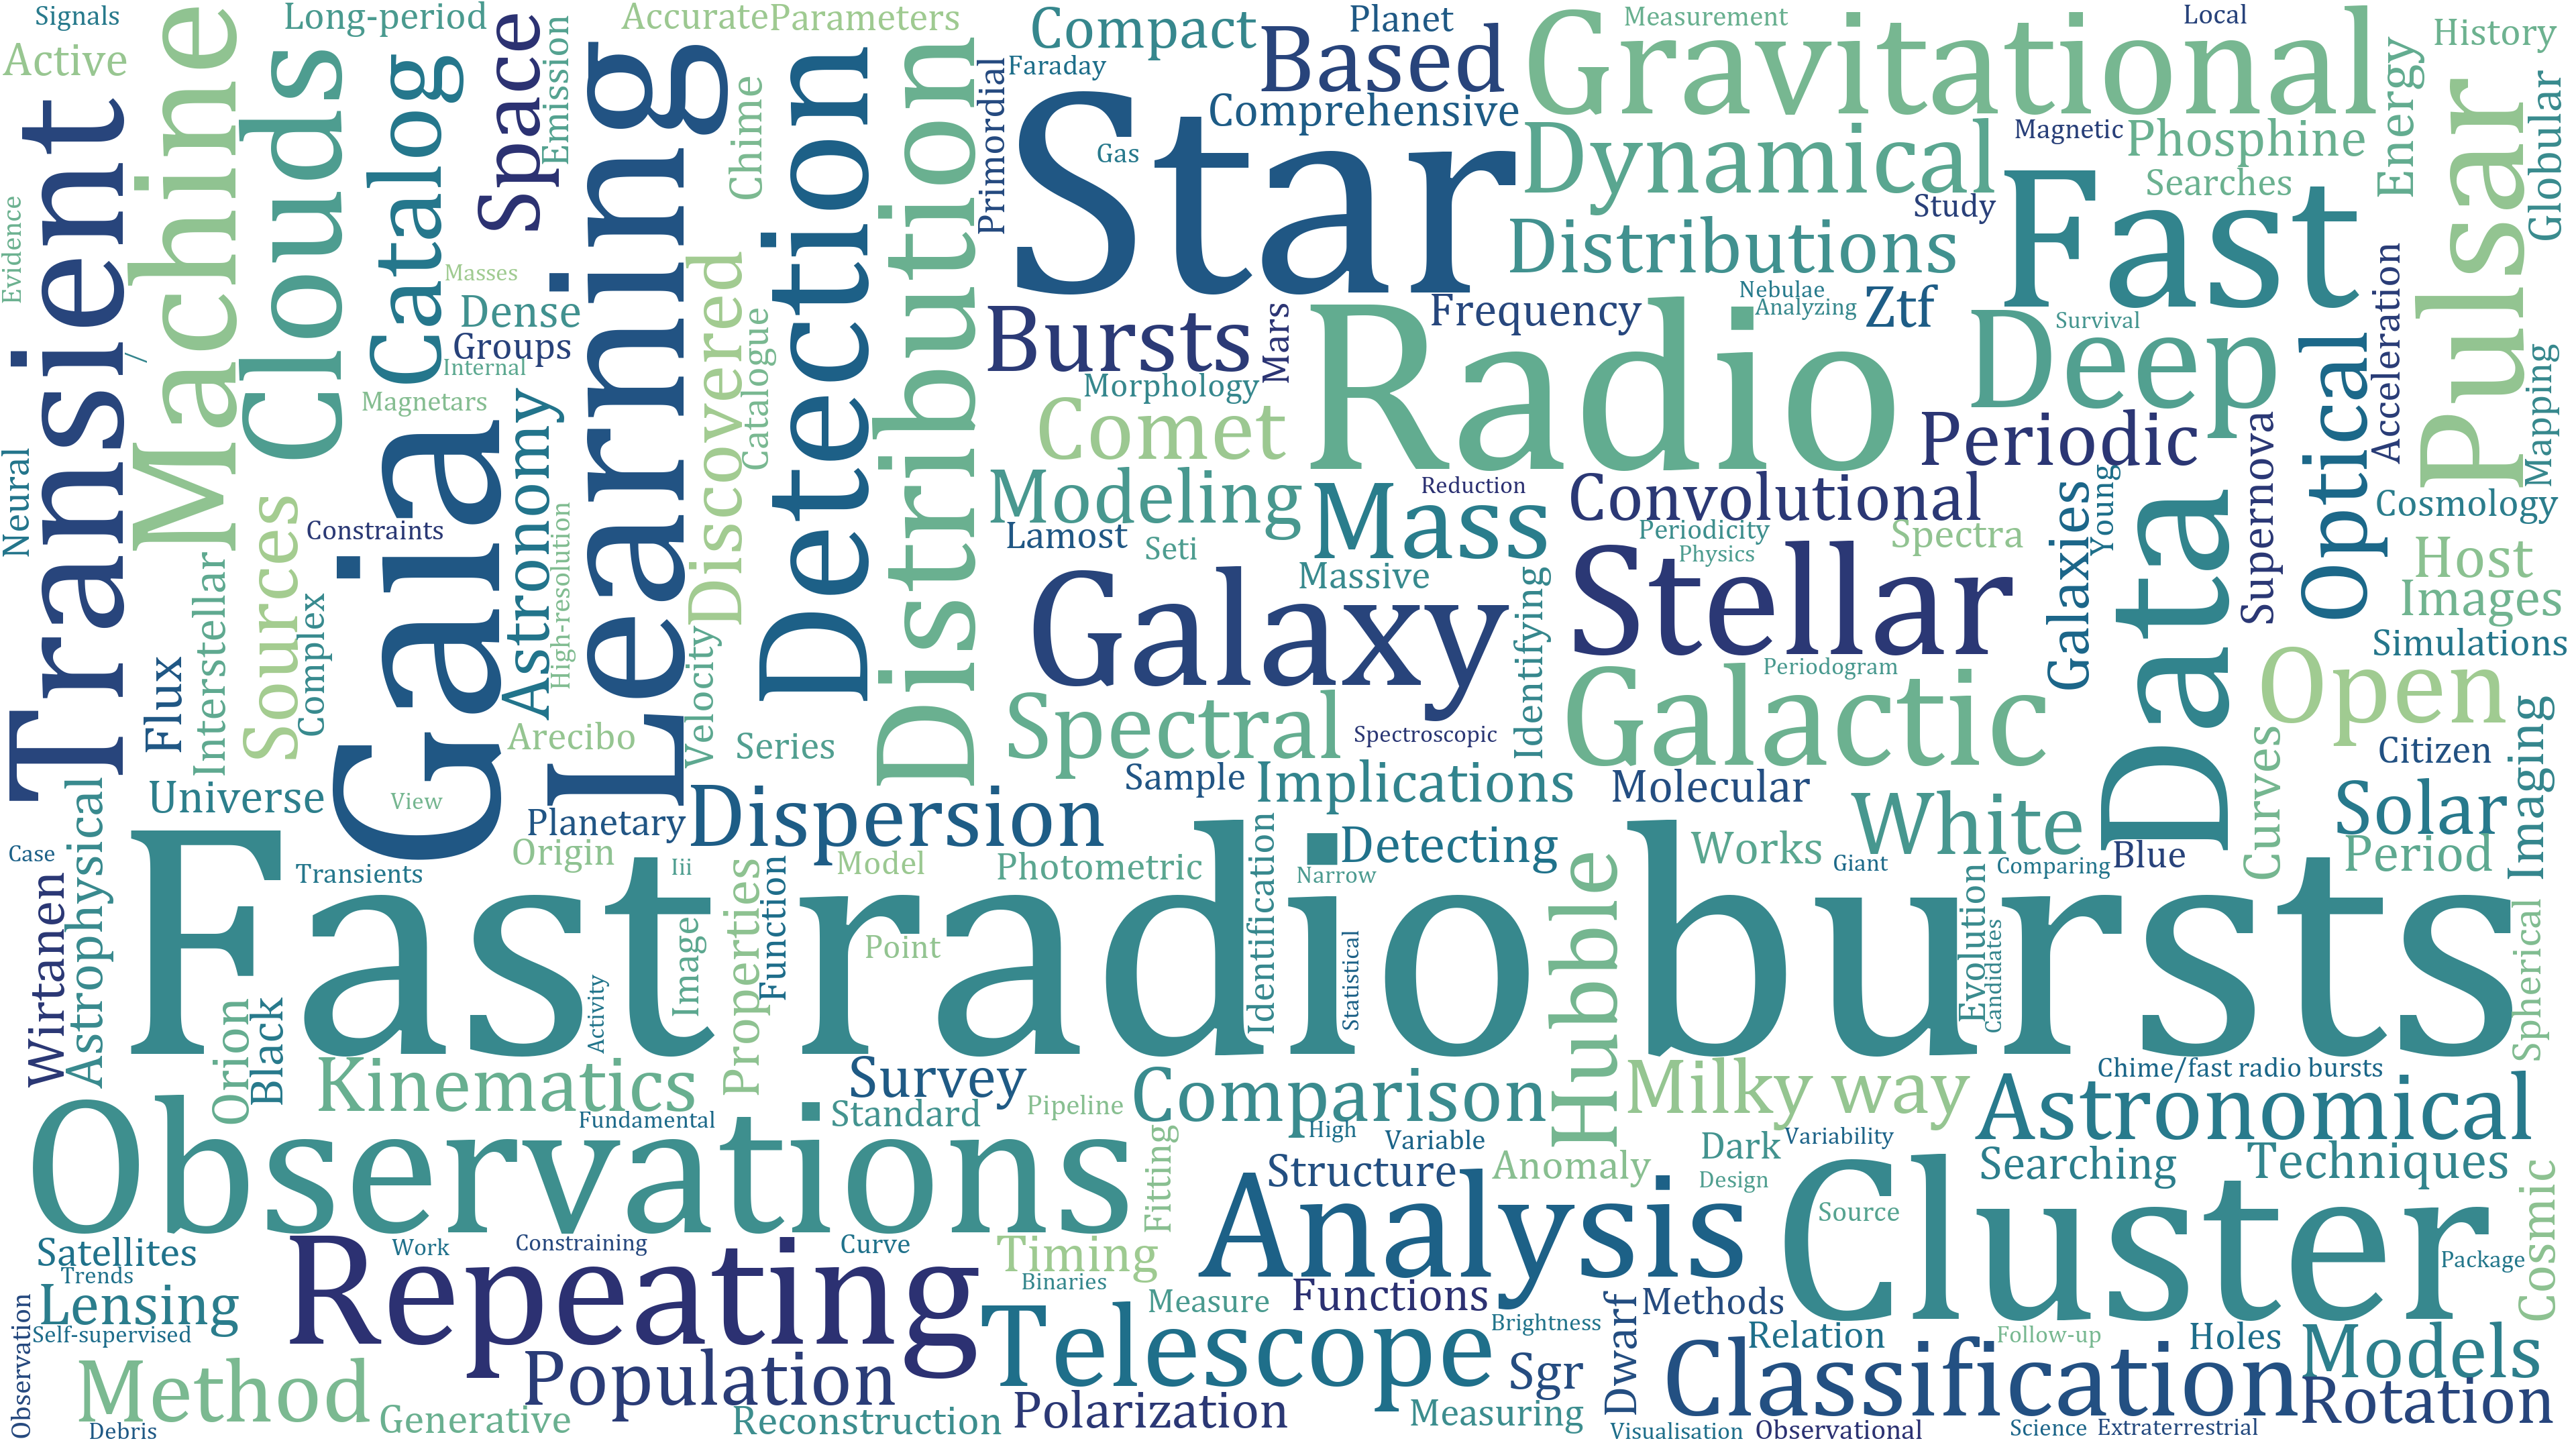 Signals
Long-period
Accurate
Parameters
Compact
Planet
Measurement
Local
History
Active
Machine
Clouds
Catalog
Space
Emission
Learning
Chime
Detection
Distribution
Primordial
Faraday
Based
Comprehensive
Gravitational
Energy
Globular
Transient
Evidence
Star
Gas
Dynamical
Magnetic
Phosphine
Searches
Study
Fast
Pulsar
Masses
Dense
Groups
Internal
Magnetars
Discovered
Catalogue
Distributions
Nebulae
Analyzing
Ztf
Survival
Acceleration
Mapping
/
Bursts
Mars
Frequency
Radio
Deep
Optical
Morphology
Comet
Periodic
Supernova
Neural
Sources
Constraints
Gaia
Astronomy
High-resolution
Modeling
Mass
Reduction
Convolutional
Young
Galaxies
Data
Cosmology
Lamost
Seti
Periodicity
Physics
Spectra
Host
Images
Interstellar
Complex
Flux
Velocity
Galaxy
Massive
Identifying
Stellar
Simulations
Arecibo
Series
Spectral
Spectroscopic
Galactic
Periodogram
Open
Citizen
Imaging
Curves
Astrophysical
Universe
View
Planetary
Dispersion
Sample
Implications
Molecular
White
Solar
Case
Wirtanen
Transients
Origin
Iii
Model
Photometric
Identification
Detecting
Narrow
Works
Giant
Comparing
Blue
Period
Fast radio bursts
Image
Properties
Function
Point
Statistical
Hubble
Evolution
Candidates
Spherical
Orion
Black
Activity
Kinematics
Survey
Comparison
Milky way
Chime/fast radio bursts
Astronomical
Observations
Fundamental
Standard
Pipeline
Fitting
High
Variable
Dark
Variability
Searching
Techniques
Structure
Anomaly
Design
Cosmic
Satellites
Trends
Work
Constraining
Curve
Timing
Binaries
Analysis
Source
Cluster
Package
Observation
Lensing
Self-supervised
Repeating
Measure
Functions
Brightness
Dwarf
Methods
Relation
Follow-up
Holes
Models
Telescope
Method
Population
Sgr
Classification
Rotation
Debris
Generative
Reconstruction
Polarization
Measuring
Visualisation
Observational
Science
Extraterrestrial